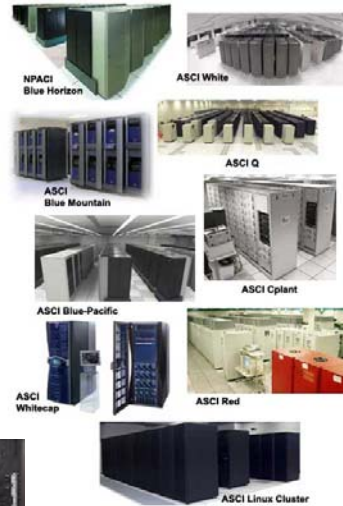 NPACI
Blue Horizon
ASCI White
ASCI Q
ASCI
Blue Mountain
ASCI Cplant
ASCI Blue-Pacific
ASCI
Whitecap
ASCI Red
ASCI Linux Cluster